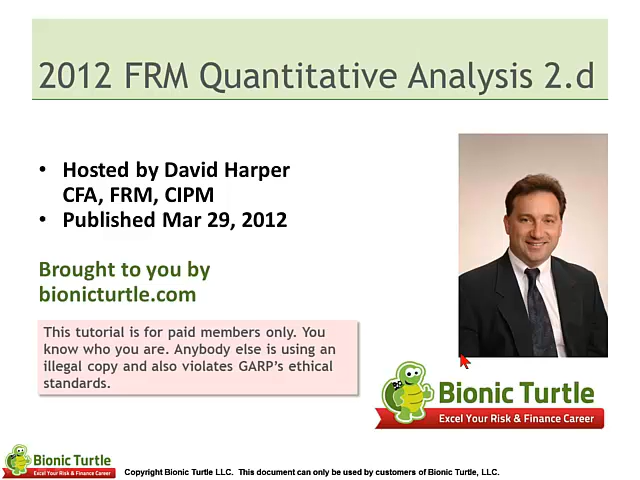 2012 FRM Quantitative Analysis 2.d
• Hosted by David Harper
CFA, FRM, CIPM
• Published Mar 29, 2012
Brought to you by
bionicturtle.com
This tutorial is for paid members only. You
know who you are. Anybody else is using an
illegal copy and also violates GARP's ethical
standards.
Bionic Turtle
Excel Your Risk & Finance Career
Bionic Turtle
Excel Your Risk & Finance Career
Copyright Bionic Turtle LLC. This document can only be used by customers of Bionic Turtle, LLC.